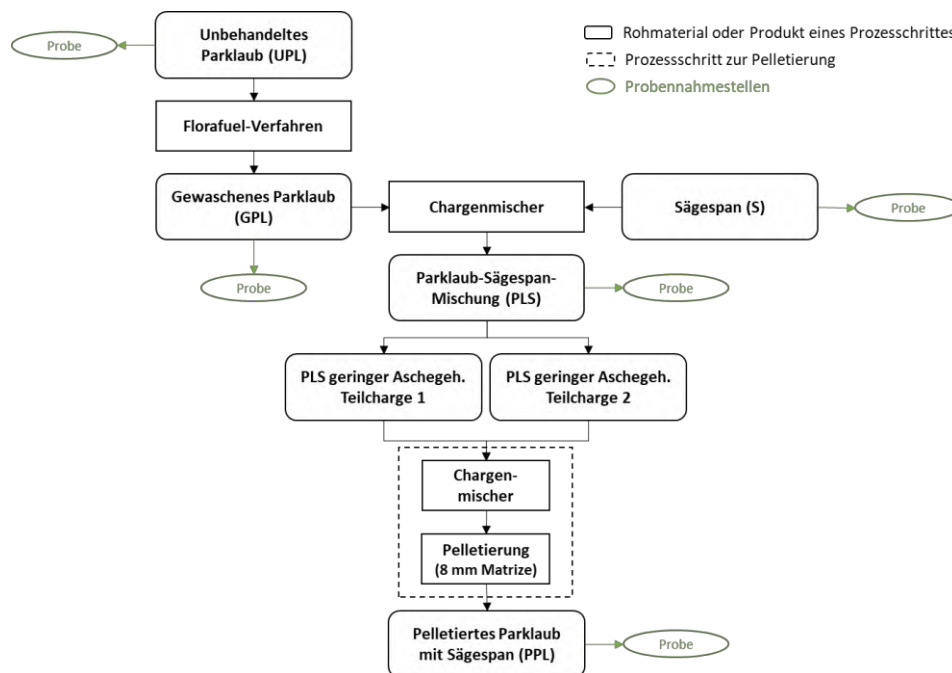 Unbehandeltes
Parklaub (UPL)
Probe
Rohmaterial oder Produkt eines Prozesschrittes
Prozessschritt zur Pelletierung
Probennahmestellen
Florafuel-Verfahren
Gewaschenes Parklaub
(GPL)
Chargenmischer
Sägespan (S)
Probe
Probe
Parklaub-Sägespan-
Mischung (PLS)
Probe
PLS geringer Aschegeh.
Teilcharge 1
PLS geringer Aschegeh.
Teilcharge 2
Chargen-
mischer
Pelletierung
(8 mm Matrize)
Pelletiertes Parklaub
mit Sägespan (PPL)
Probe